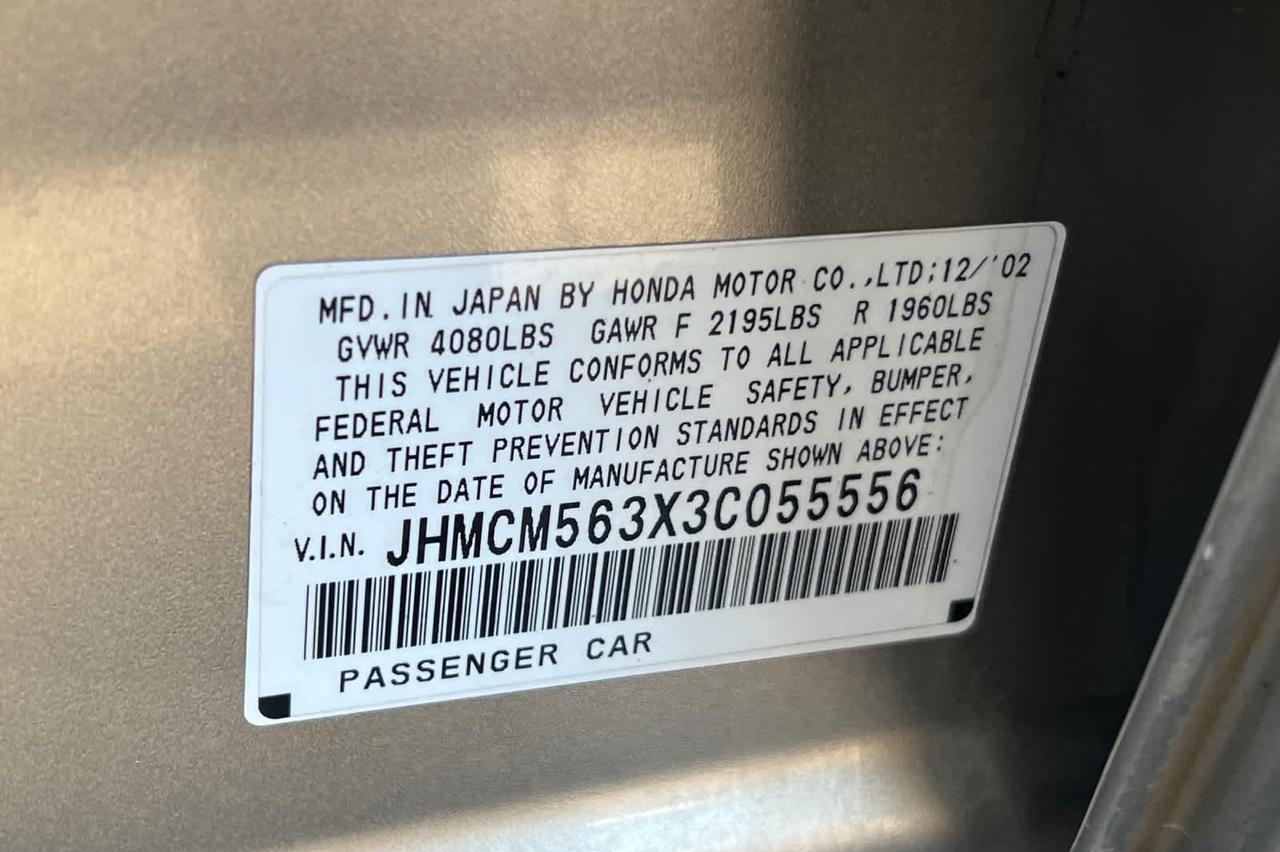 MFD. IN JAPAN BY HONDA MOTOR CO.,LTD;12/'02
GVWR 4080LBS GAWR F 2195LBS R 1960LBS
THIS VEHICLE CONFORMS TO ALL APPLICABLE
FEDERAL MOTOR VEHICLE SAFETY, BUMPER,
AND THEFT PREVENTION STANDARDS IN EFFECT
ON THE DATE OF MANUFACTURE SHOWN ABOVE:
V.I.N. JHMCM563X3C055556
PASSENGER CAR